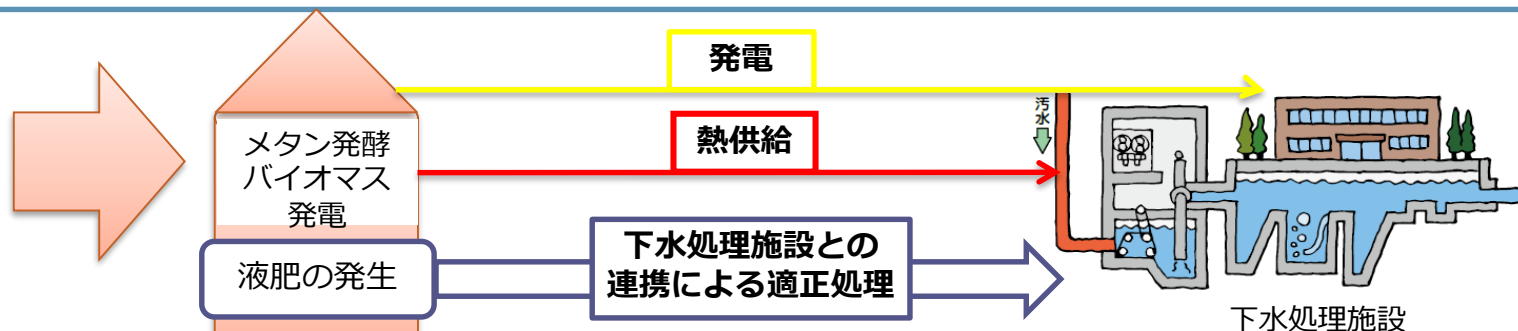 発電
汚水
熱供給
メタン発酵
バイオマス
発電
液肥の発生
下水処理施設との
連携による適正処理
下水処理施設